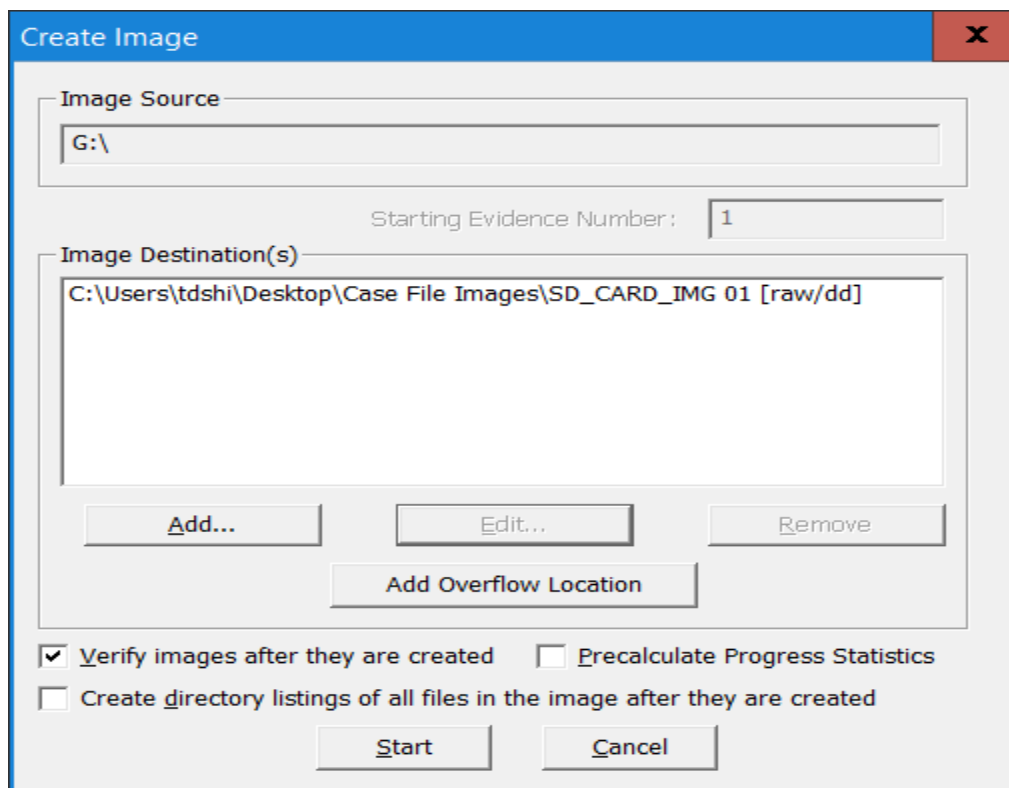 Create Image
x
Image Source
G:\
Starting Evidence Number: 1
Image Destination(s)
C:\Users\tdshi\Desktop\Case File Images\SD_CARD_IMG 01 [raw/dd]
Add... Edit... Remove
Add Overflow Location
Verify images after they are created Precalculate Progress Statistics
Create directory listings of all files in the image after they are created
Start Cancel